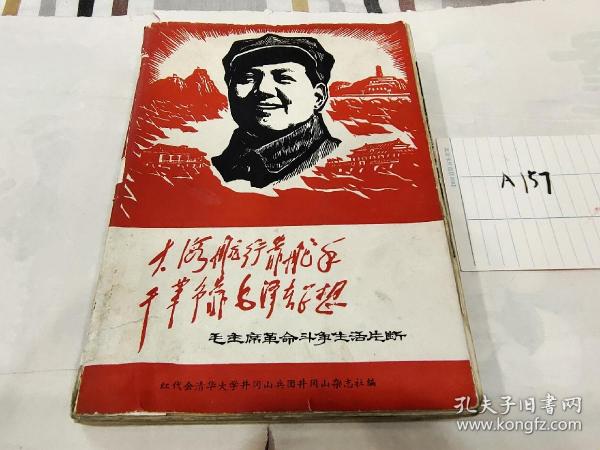 大海航行靠舵手
干革命靠毛泽东思想
毛主席革命斗争生活片断
红代会清华大学井冈山兵团井冈山杂志社编
A157
孔夫子旧书网
www.kongfz.com